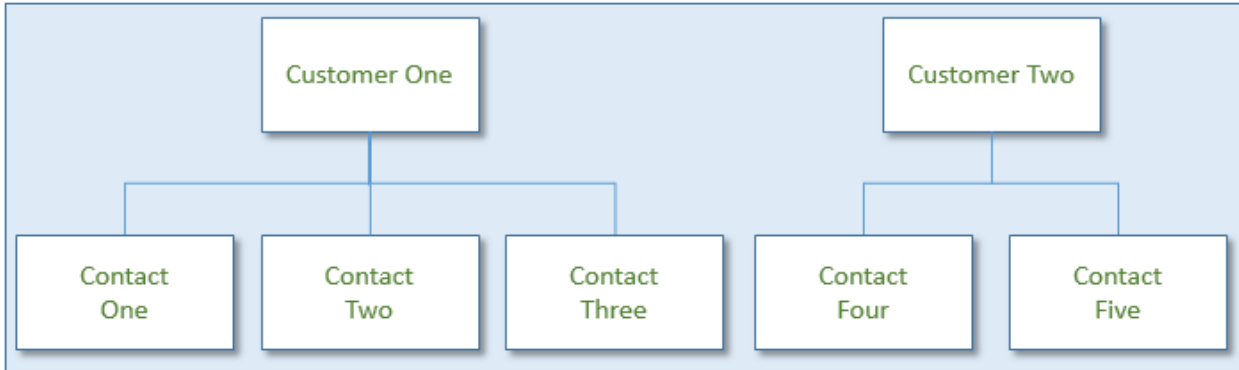 Customer One
Customer Two
Contact
One
Contact
Two
Contact
Three
Contact
Four
Contact
Five